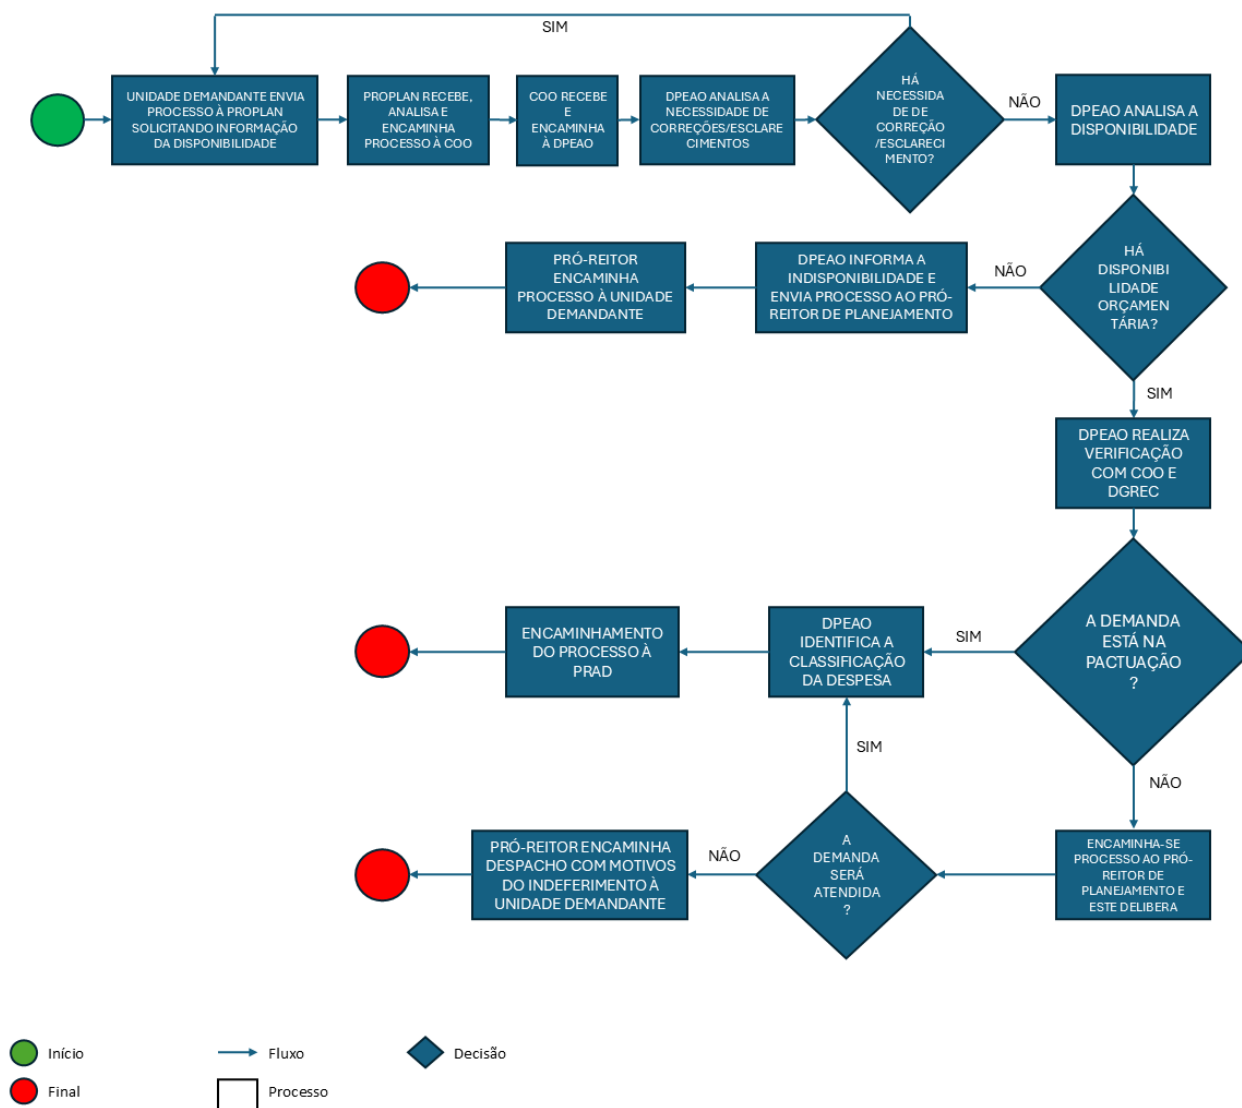 SIM
UNIDADE DEMANDANTE ENVIA
PROCESSO À PROPLAN
SOLICITANDO INFORMAÇÃO
DA DISPONIBILIDADE
PROPLAN RECEBE,
ANALISA E
ENCAMINHA
PROCESSO À COO
COO RECEBE
E
ENCAMINHA
À DPEAO
DPEAO ANALISA A
NECESSIDADE DE
CORREÇÕES/ESCLARE
CIMENTOS
HÁ
NECESSI
DADE DE
CORREÇÃO
/ESCLARECI
MENTO?
NÃO
DPEAO ANALISA A
DISPONIBILIDADE
HÁ
DISPONIBI
LIDADE
ORÇAMEN
TÁRIA?
NÃO
DPEAO INFORMA A
INDISPONIBILIDADE E
ENVIA PROCESSO AO PRÓ-
REITOR DE PLANEJAMENTO
PRÓ-REITOR
ENCAMINHA
PROCESSO À UNIDADE
DEMANDANTE
SIM
DPEAO REALIZA
VERIFICAÇÃO
COM COO E
DGREC
A DEMANDA
ESTÁ NA
PACTUAÇÃO
?
SIM
DPEAO
IDENTIFICA A
CLASSIFICAÇÃO
DA DESPESA
ENCAMINHAMENTO
DO PROCESSO À
PRAD
NÃO
ENCAMINHA-SE
PROCESSO AO PRÓ-
REITOR DE
PLANEJAMENTO E
ESTE DELIBERA
A
DEMANDA
SERÁ
ATENDIDA
?
SIM
NÃO
PRÓ-REITOR ENCAMINHA
DESPACHO COM MOTIVOS
DO INDEFERIMENTO À
UNIDADE DEMANDANTE
Início
Fluxo
Decisão
Final
Processo